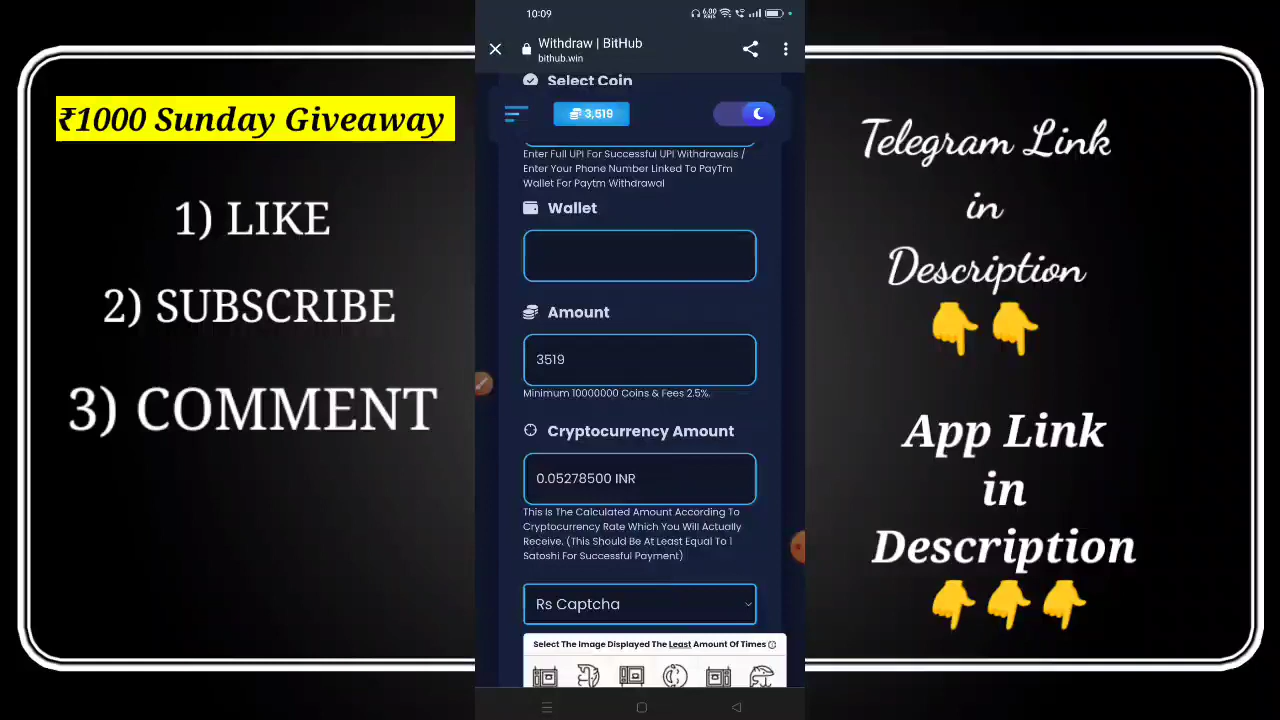 ₹1000 Sunday Giveaway
1) LIKE
2) SUBSCRIBE
3) COMMENT
10:09
6.00
KB/S
Withdraw | BitHub
bithub.win
Select Coin
3,519
Enter Full UPI For Successful UPI Withdrawals /
Enter Your Phone Number Linked To PayTm
Wallet For Paytm Withdrawal
Wallet
Amount
3519
Minimum 10000000 Coins & Fees 2.5%.
Cryptocurrency Amount
0.05278500 INR
This Is The Calculated Amount According To
Cryptocurrency Rate Which You Will Actually
Receive. (This Should Be At Least Equal To 1
Satoshi For Successful Payment)
Rs Captcha
Select The Image Displayed The Least Amount Of Times
Telegram Link
in
Description
👇👇
App Link
in
Description
👇👇👇